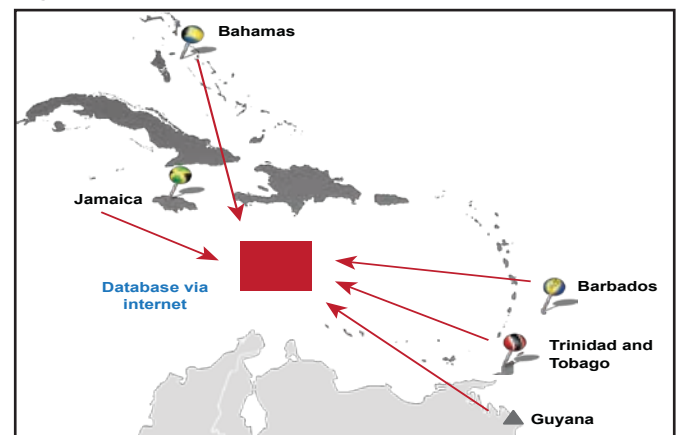 Bahamas
Jamaica
Database via
internet
Barbados
Trinidad and
Tobago
Guyana